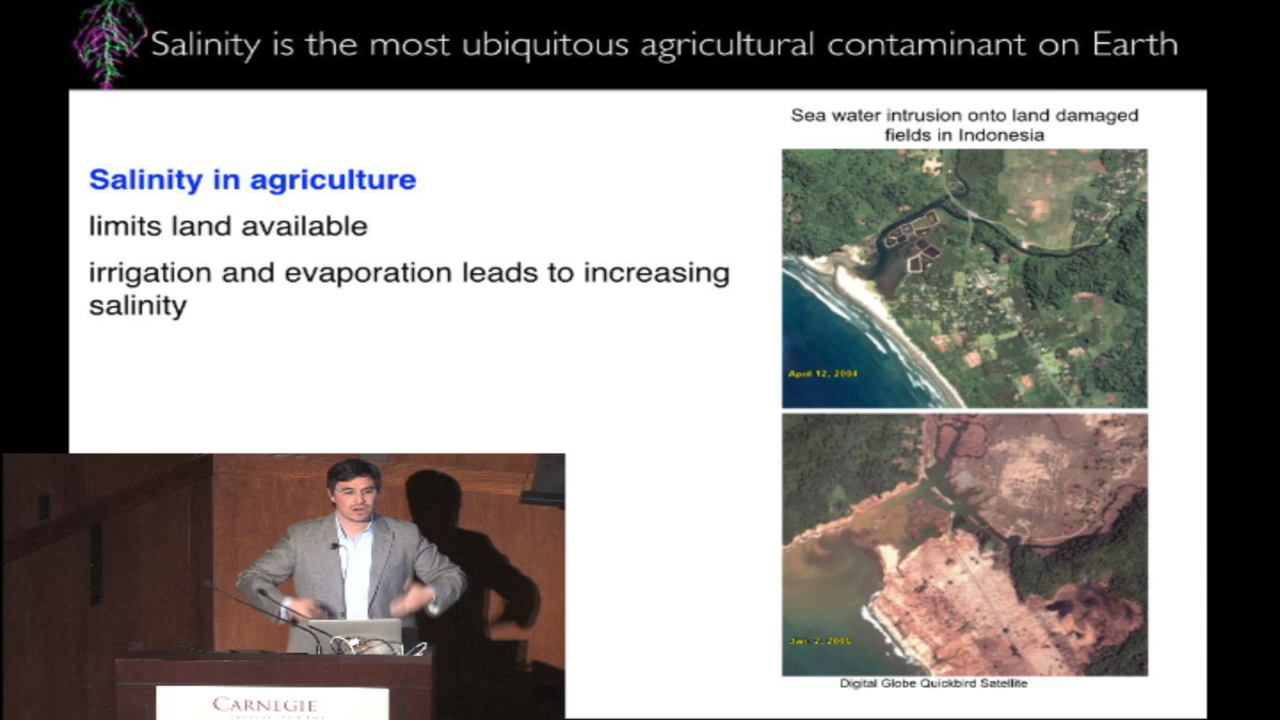 Salinity is the most ubiquitous agricultural contaminant on Earth
Salinity in agriculture
limits land available
irrigation and evaporation leads to increasing
salinity
Sea water intrusion onto land damaged
fields in Indonesia
April 12, 2004
Jan. 2, 2005
Digital Globe Quickbird Satellite
CARNEGIE